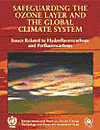 SAFEGUARDING THE
OZONE LAYER AND THE
GLOBAL CLIMATE
SYSTEM
Issues Related to Hydrofluorocarbons
and Perfluorocarbons